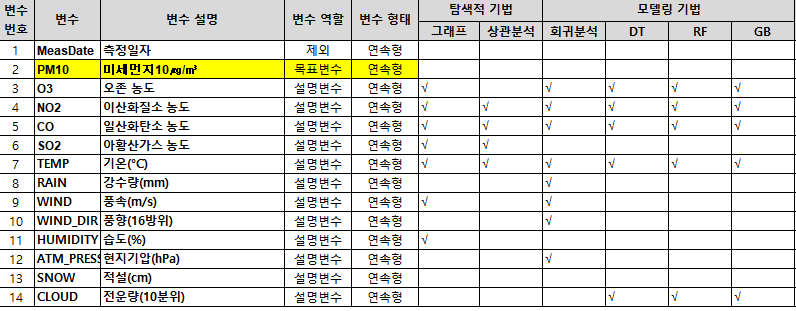 변수 번호 변수 변수 설명 변수 역할 변수 형태 탐색적 기법 모델링 기법
그래프 상관분석 회귀분석 DT RF GB
1 MeasDate 측정일자 제외 연속형
2 PM10 미세먼지10㎍/㎥ 목표변수 연속형
3 O3 오존 농도 설명변수 연속형 √ √ √ √ √
4 NO2 이산화질소 농도 설명변수 연속형 √ √ √ √ √ √
5 CO 일산화탄소 농도 설명변수 연속형 √ √ √ √ √ √
6 SO2 아황산가스 농도 설명변수 연속형 √ √
7 TEMP 기온(°C) 설명변수 연속형 √ √ √ √ √ √
8 RAIN 강수량(mm) 설명변수 연속형 √
9 WIND 풍속(m/s) 설명변수 연속형 √ √
10 WIND_DIR 풍향(16방위) 설명변수 연속형 √
11 HUMIDITY 습도(%) 설명변수 연속형 √
12 ATM_PRESS 현지기압(hPa) 설명변수 연속형 √
13 SNOW 적설(cm) 설명변수 연속형
14 CLOUD 전운량(10분위) 설명변수 연속형 √ √ √